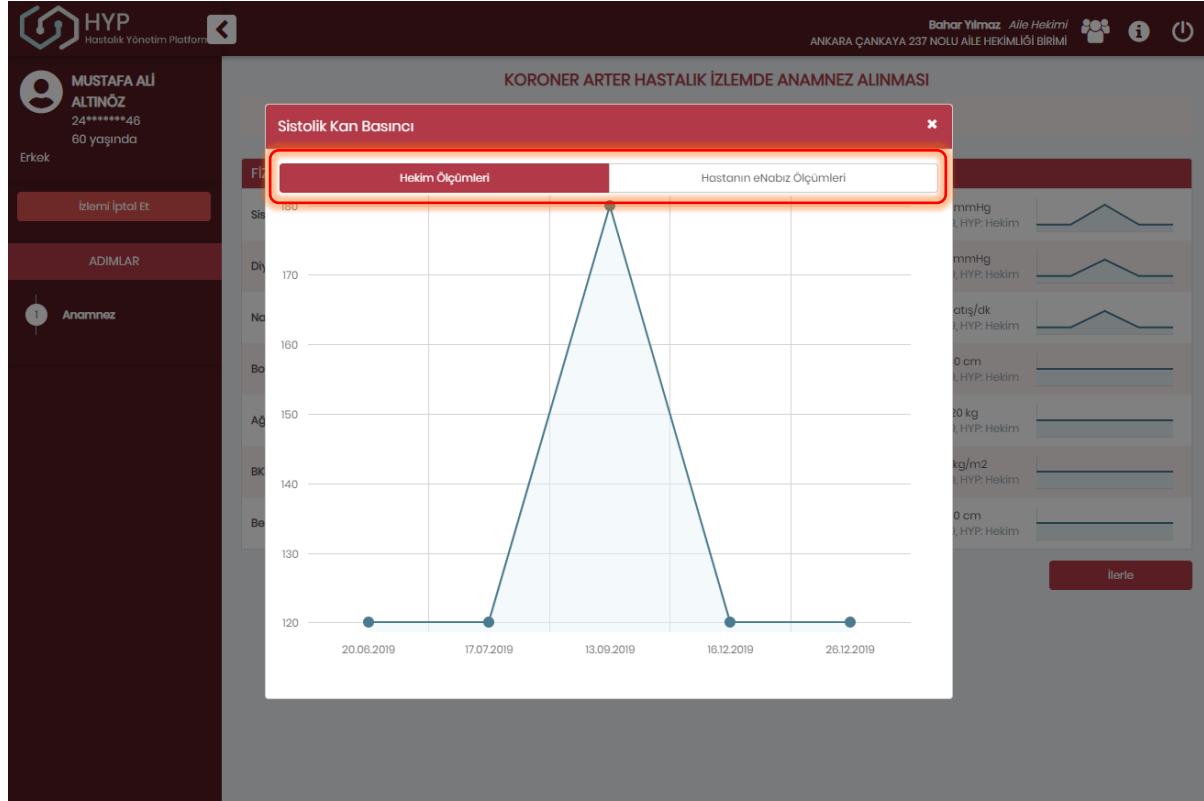 HYP
Hastalık Yönetim Platform
Bahar Yılmaz Aile Hekimi
ANKARA ÇANKAYA 237 NOLU AİLE HEKİMLİĞİ BİRİMİ
MUSTAFA ALİ
ALTINÖZ
24*******46
60 yaşında
Erkek
İzlemi İptal Et
ADIMLAR
1 Anamnez
KORONER ARTER HASTALIK İZLEMDE ANAMNEZ ALINMASI
Sistolik Kan Basıncı
Hekim Ölçümleri
Hastanın eNabız Ölçümleri
180
170
160
150
140
130
120
20.06.2019 17.07.2019 13.09.2019 16.12.2019 26.12.2019
mmHg
HYP: Hekim
mmHg
HYP: Hekim
atış/dk
HYP: Hekim
0 cm
HYP: Hekim
20 kg
HYP: Hekim
kg/m2
HYP: Hekim
0 cm
HYP: Hekim
İlerle